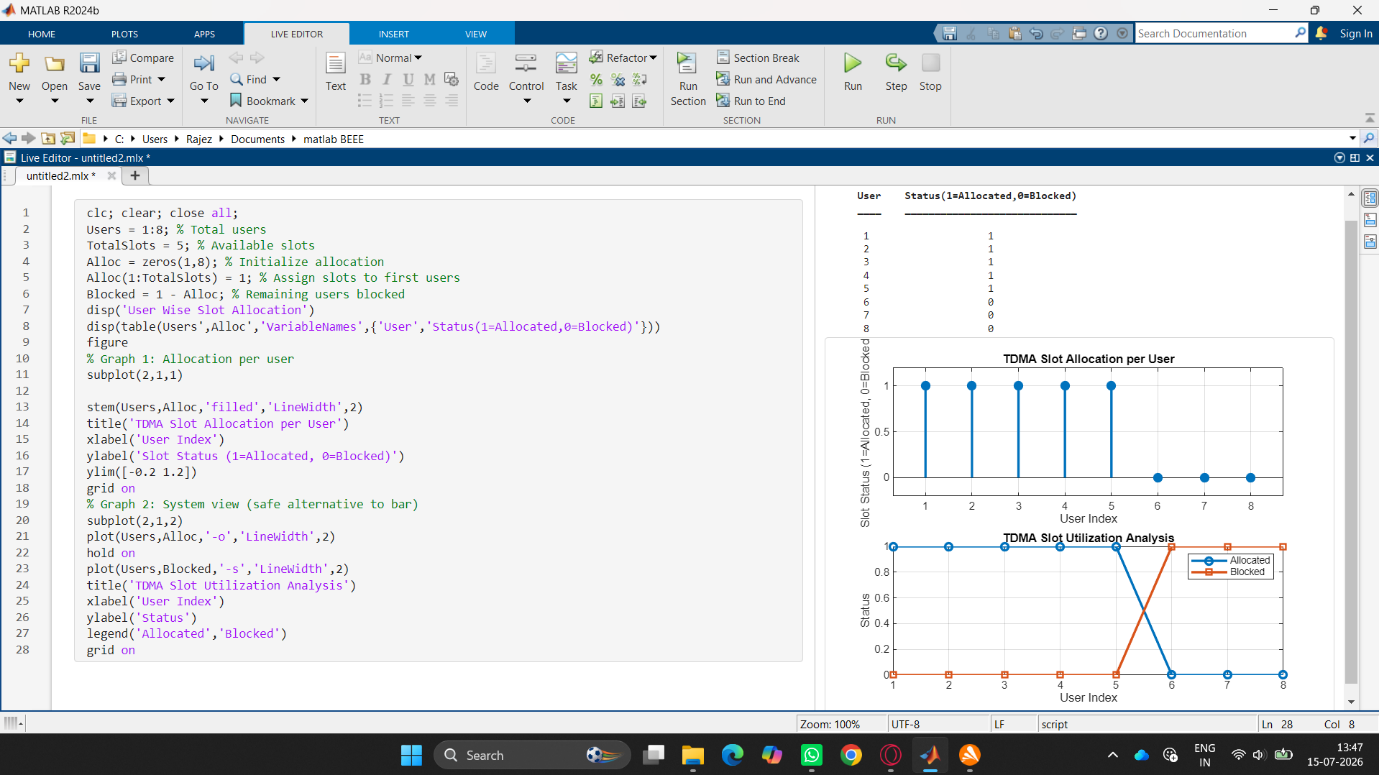 MATLAB R2024b
HOME PLOTS APPS LIVE EDITOR INSERT VIEW
Search Documentation Sign In
New Open Save Compare Print Export
Go To Find Bookmark
Text Normal B I U M
Code Control Task Refactor
Run Section Section Break Run and Advance Run to End
Run Step Stop
FILE NAVIGATE TEXT CODE SECTION RUN
C: Users Rajez Documents matlab BEEE
Live Editor - untitled2.mlx *
untitled2.mlx *
1 clc; clear; close all;
2 Users = 1:8; % Total users
3 TotalSlots = 5; % Available slots
4 Alloc = zeros(1,8); % Initialize allocation
5 Alloc(1:TotalSlots) = 1; % Assign slots to first users
6 Blocked = 1 - Alloc; % Remaining users blocked
7 disp('User Wise Slot Allocation')
8 disp(table(Users',Alloc','VariableNames',{'User','Status(1=Allocated,0=Blocked)'}))
9 figure
10 % Graph 1: Allocation per user
11 subplot(2,1,1)
12
13 stem(Users,Alloc,'filled','LineWidth',2)
14 title('TDMA Slot Allocation per User')
15 xlabel('User Index')
16 ylabel('Slot Status (1=Allocated, 0=Blocked)')
17 ylim([-0.2 1.2])
18 grid on
19 % Graph 2: System view (safe alternative to bar)
20 subplot(2,1,2)
21 plot(Users,Alloc,'-o','LineWidth',2)
22 hold on
23 plot(Users,Blocked,'-s','LineWidth',2)
24 title('TDMA Slot Utilization Analysis')
25 xlabel('User Index')
26 ylabel('Status')
27 legend('Allocated','Blocked')
28 grid on
User Status(1=Allocated,0=Blocked)
1 1
2 1
3 1
4 1
5 1
6 0
7 0
8 0
TDMA Slot Allocation per User
Slot Status (1=Allocated, 0=Blocked
1
0.5
0
1 2 3 4 5 6 7 8
User Index
TDMA Slot Utilization Analysis
Status
1
0.8
0.6
0.4
0.2
0
Allocated
Blocked
1 2 3 4 5 6 7 8
User Index
Zoom: 100% UTF-8 LF script Ln 28 Col 8
Search
ENG
IN
13:47
15-07-2026